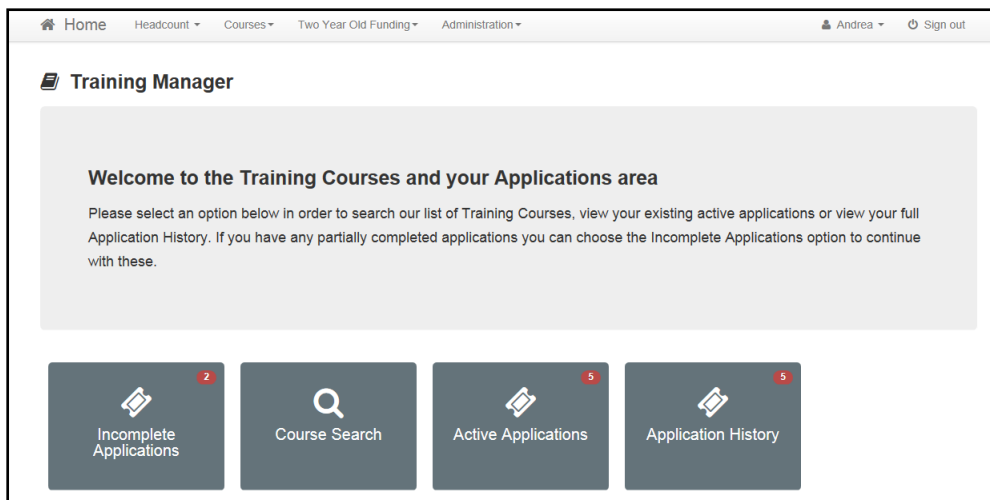 Home Headcount Courses Two Year Old Funding Administration Andrea Sign out
Training Manager
Welcome to the Training Courses and your Applications area
Please select an option below in order to search our list of Training Courses, view your existing active applications or view your full
Application History. If you have any partially completed applications you can choose the Incomplete Applications option to continue
with these.
2
Incomplete
Applications
Course Search
5
Active Applications
5
Application History